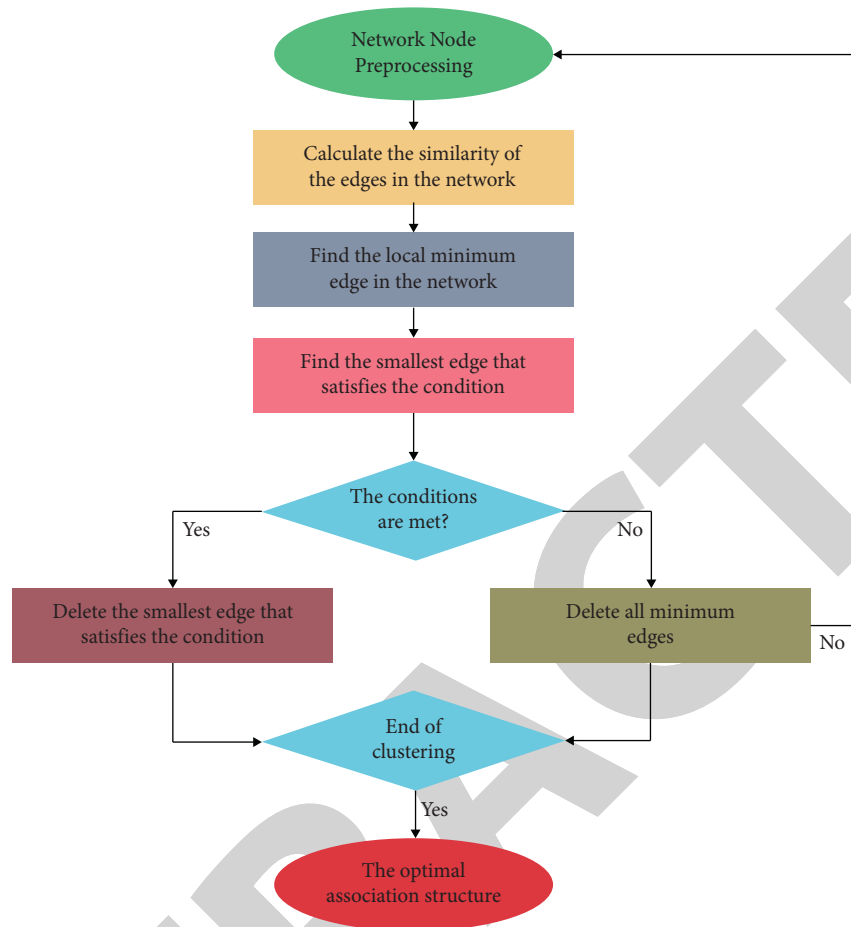 Network Node
Preprocessing
Calculate the similarity of
the edges in the network
Find the local minimum
edge in the network
Find the smallest edge that
satisfies the condition
The conditions
are met?
Yes
No
Delete the smallest edge that
satisfies the condition
Delete all minimum
edges
No
End of
clustering
Yes
The optimal
association structure